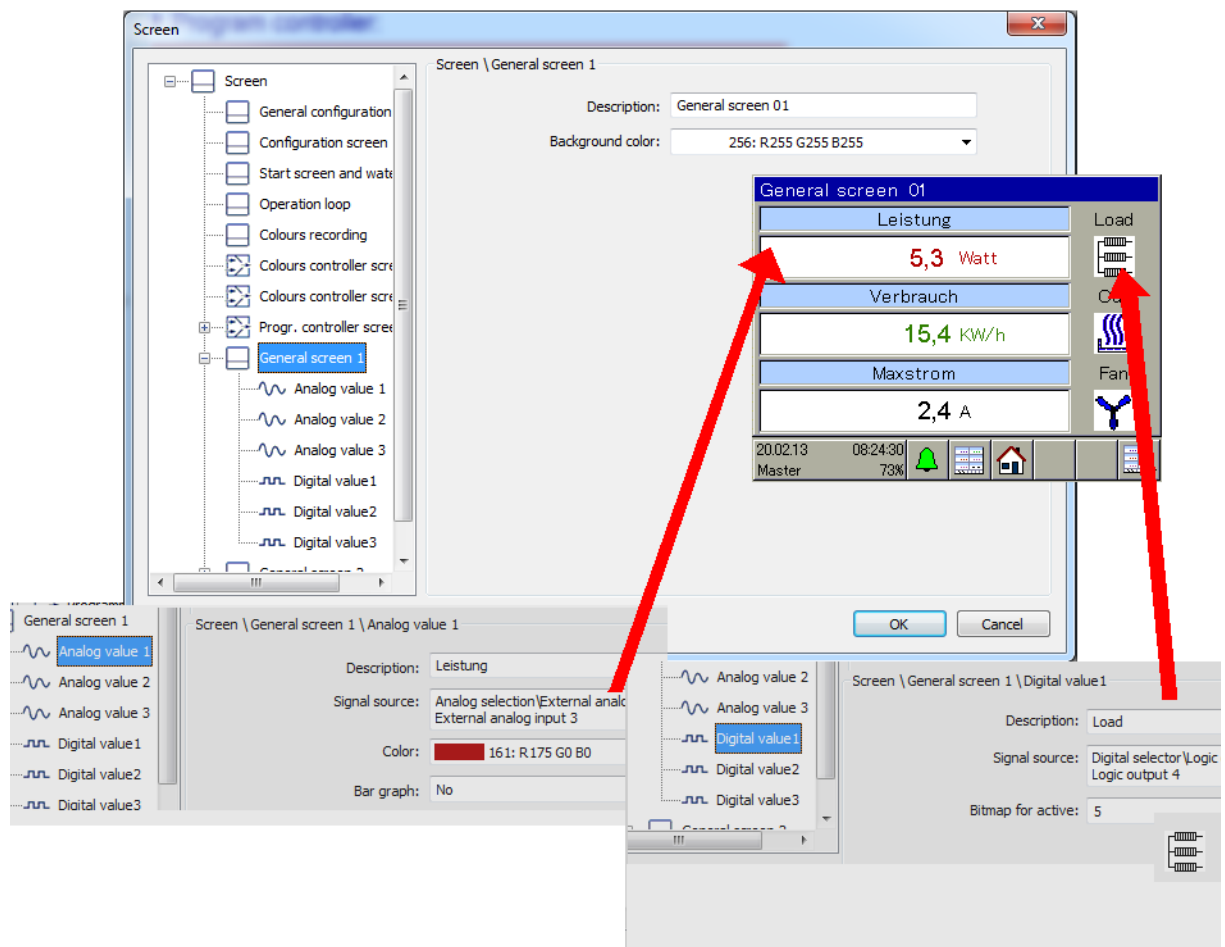 Screen
Program controller:
Screen
General configuration
Configuration screen
Start screen and wate
Operation loop
Colours recording
Colours controller scre
Colours controller scre
Progr. controller scree
General screen 1
Analog value 1
Analog value 2
Analog value 3
Digital value1
Digital value2
Digital value3
General screen 2
Screen \ General screen 1
Description: General screen 01
Background color: 256: R255 G255 B255
General screen 01
Leistung Load
5,3 Watt
Verbrauch
15,4 KW/h
Maxstrom Fan
2,4 A
20.02.13 08:24:30
Master 73%
OK Cancel
General screen 1
Analog value 1
Analog value 2
Analog value 3
Digital value1
Digital value2
Digital value3
Screen \ General screen 1 \ Analog value 1
Description: Leistung
Signal source: Analog selection\External analo
External analog input 3
Color: 161: R175 G0 B0
Bar graph: No
Analog value 2
Analog value 3
Digital value1
Digital value2
Digital value3
Screen \ General screen 1 \ Digital value1
Description: Load
Signal source: Digital selector\Logic
Logic output 4
Bitmap for active: 5